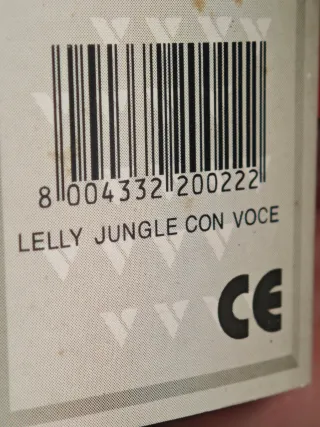 8 004332 200222
LELLY JUNGLE CON VOCE
CE